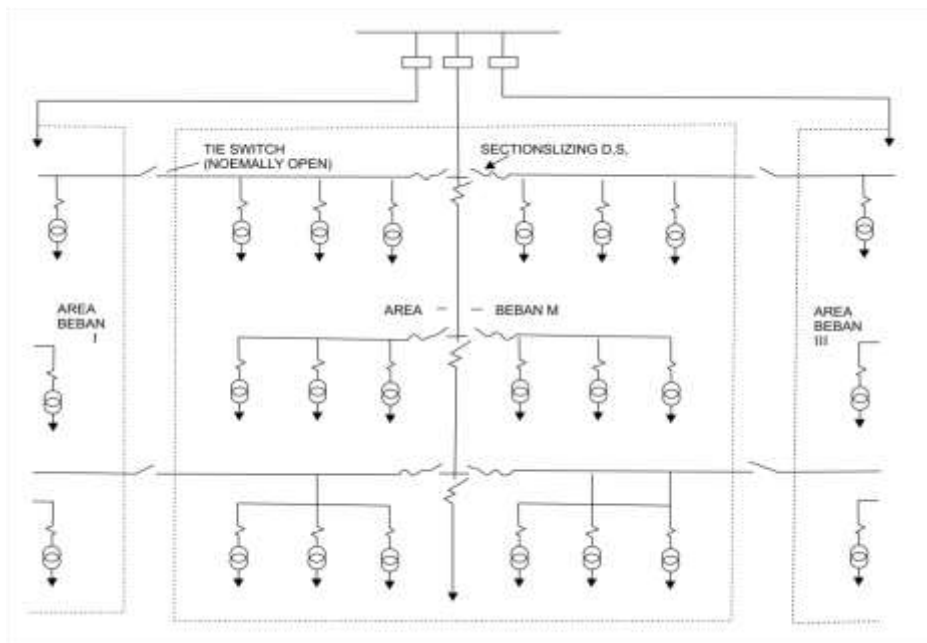 TIE SWITCH
(NOEMALLY OPEN)
SECTIONSLIZING D,S,
AREA
BEBAN
I
AREA
BEBAN M
AREA
BEBAN
III